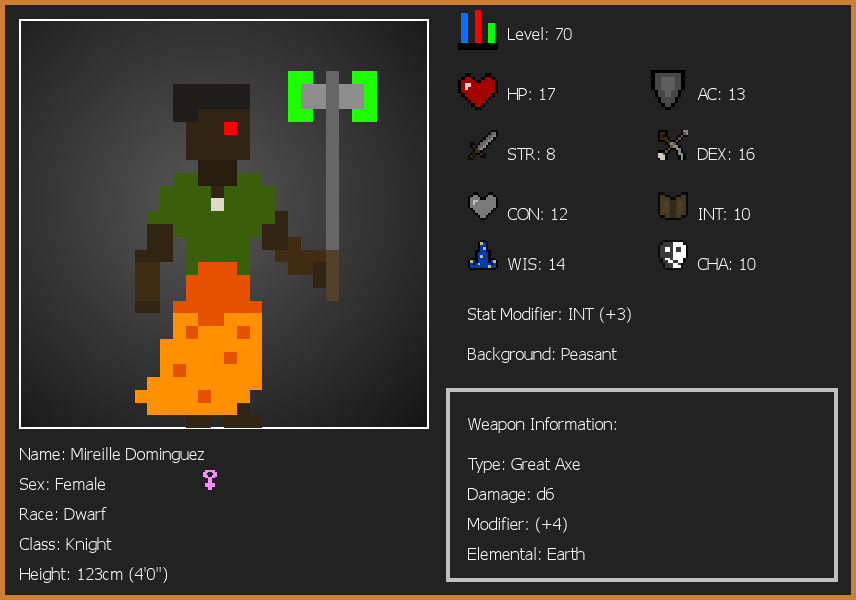 Level: 70
HP: 17
AC: 13
STR: 8
DEX: 16
CON: 12
INT: 10
WIS: 14
CHA: 10
Stat Modifier: INT (+3)
Background: Peasant
Weapon Information:
Type: Great Axe
Damage: d6
Modifier: (+4)
Elemental: Earth
Name: Mireille Dominguez
Sex: Female
Race: Dwarf
Class: Knight
Height: 123cm (4'0")